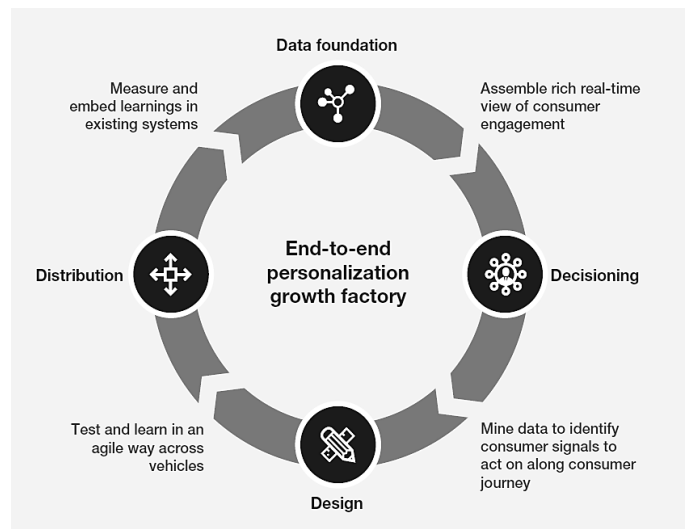 Data foundation
Measure and
embed learnings in
existing systems
Assemble rich real-time
view of consumer
engagement
End-to-end
personalization
growth factory
Distribution
Decisioning
Test and learn in an
agile way across
vehicles
Mine data to identify
consumer signals to
act on along consumer
journey
Design